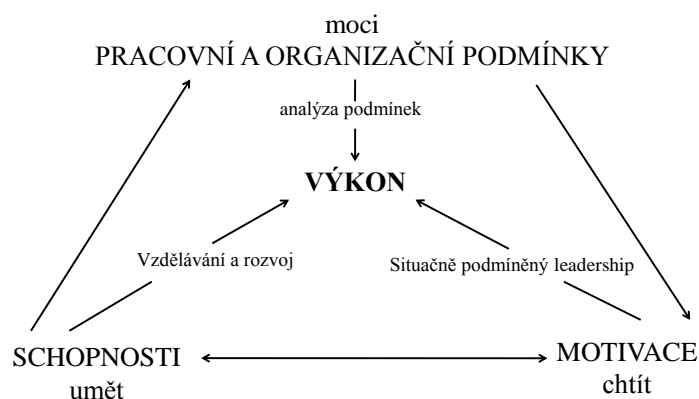 moci
PRACOVNÍ A ORGANIZAČNÍ PODMÍNKY
analýza podmínek
VÝKON
Vzdělávání a rozvoj
Situačně podmíněný leadership
SCHOPNOSTI
umět
MOTIVACE
chtít